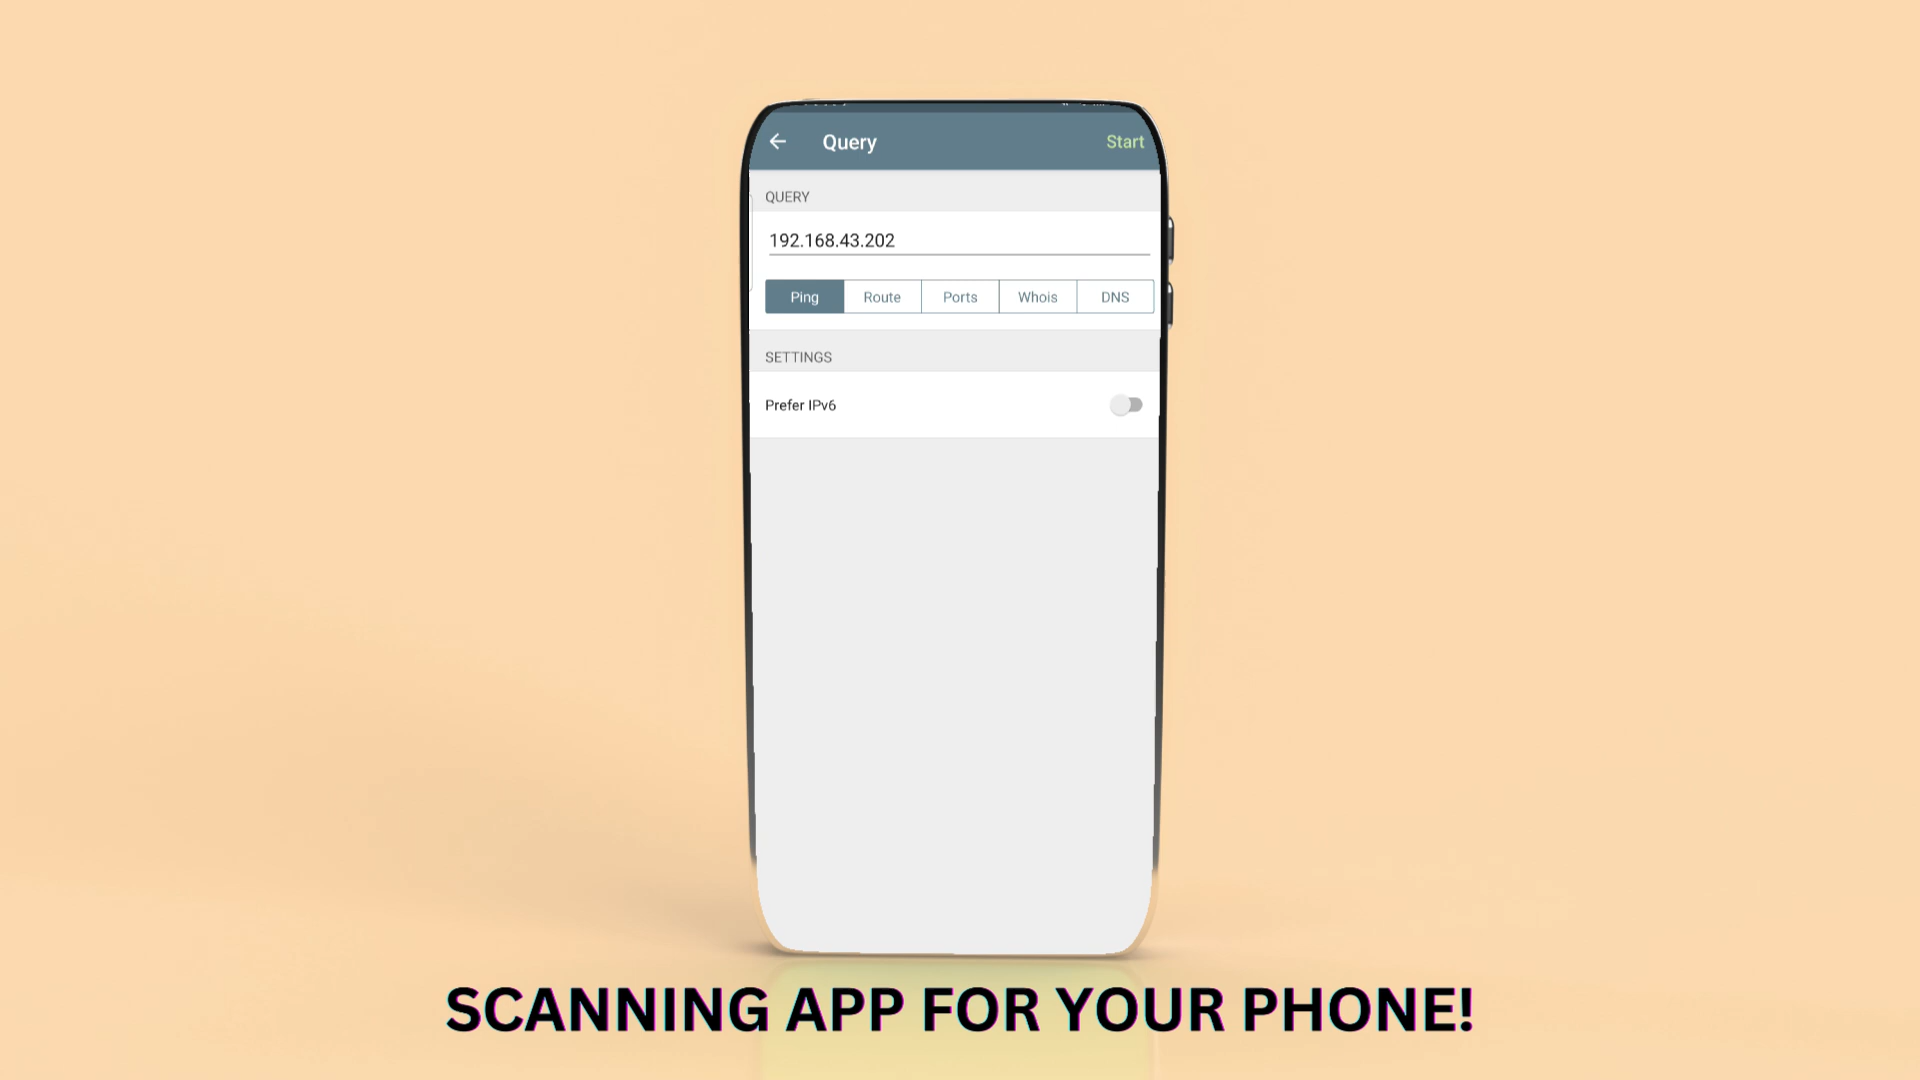 Query Start
QUERY
192.168.43.202
Ping Route Ports Whois DNS
SETTINGS
Prefer IPv6
SCANNING APP FOR YOUR PHONE!